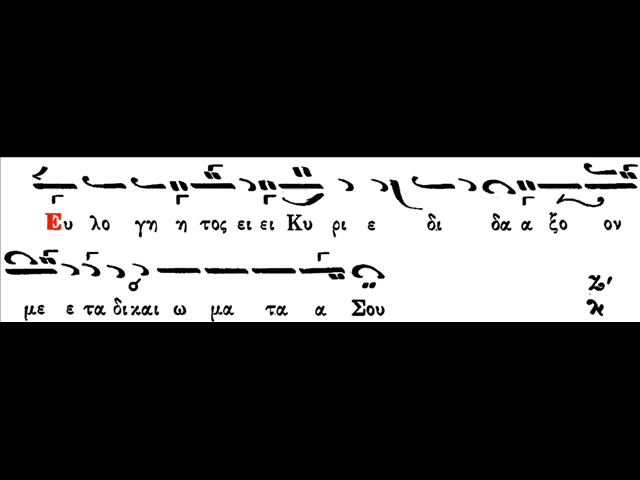 Ευ λο γη η τος ει ει Κυ ρι ε δι δα α ξο ον
με ε τα δι και ω μα τα α Σου